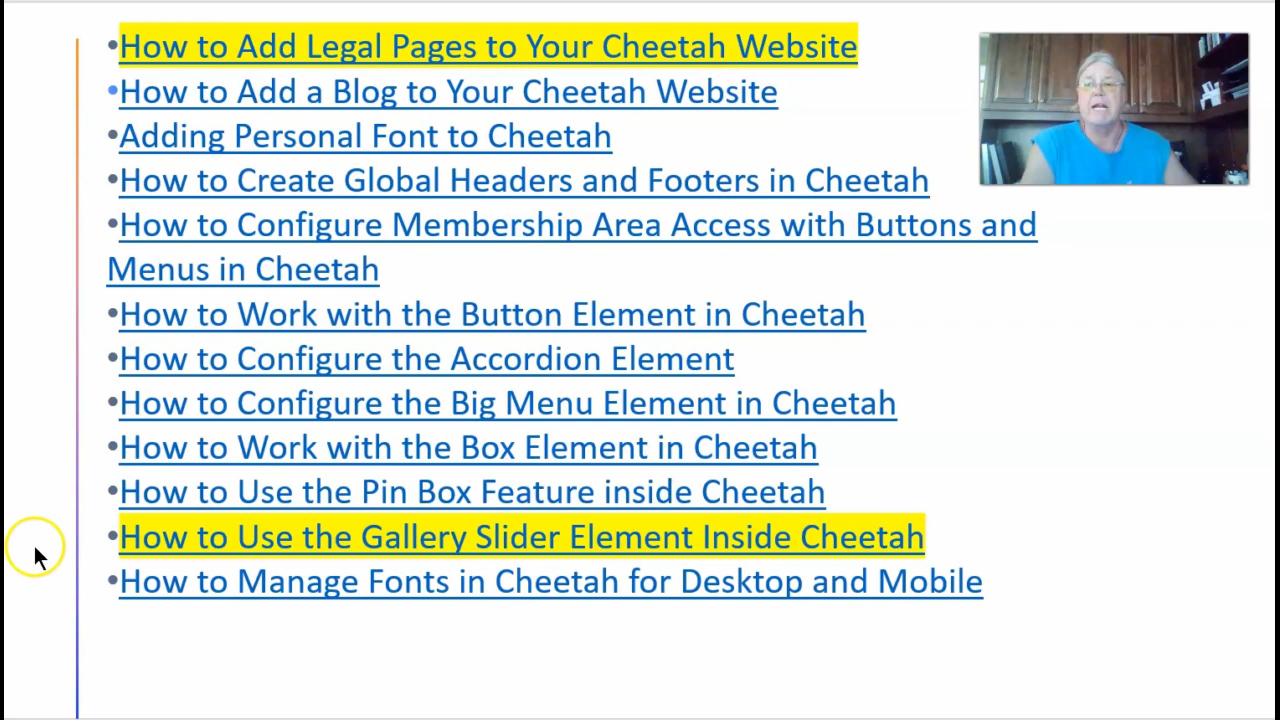 •How to Add Legal Pages to Your Cheetah Website
•How to Add a Blog to Your Cheetah Website
•Adding Personal Font to Cheetah
•How to Create Global Headers and Footers in Cheetah
•How to Configure Membership Area Access with Buttons and
Menus in Cheetah
•How to Work with the Button Element in Cheetah
•How to Configure the Accordion Element
•How to Configure the Big Menu Element in Cheetah
•How to Work with the Box Element in Cheetah
•How to Use the Pin Box Feature inside Cheetah
•How to Use the Gallery Slider Element Inside Cheetah
•How to Manage Fonts in Cheetah for Desktop and Mobile